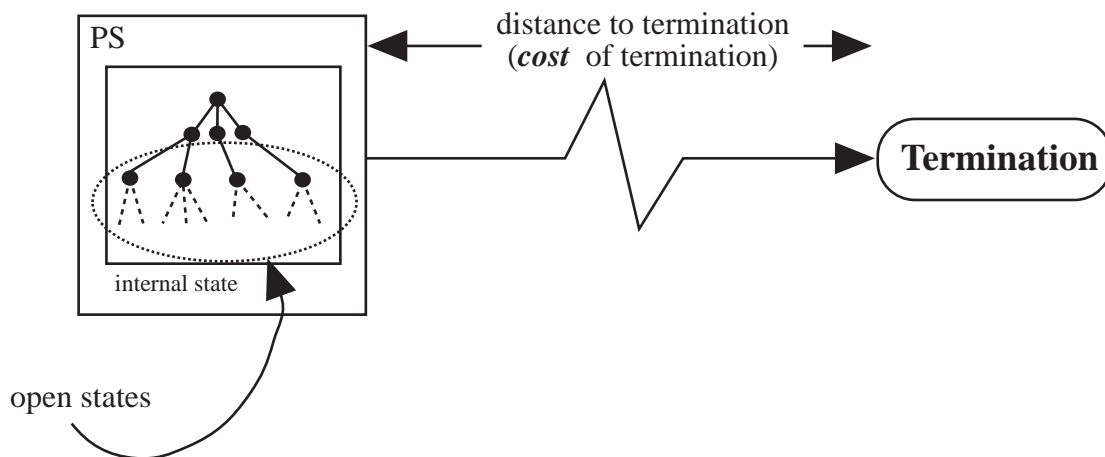 PS
distance to termination
(cost of termination)
Termination
internal state
open states